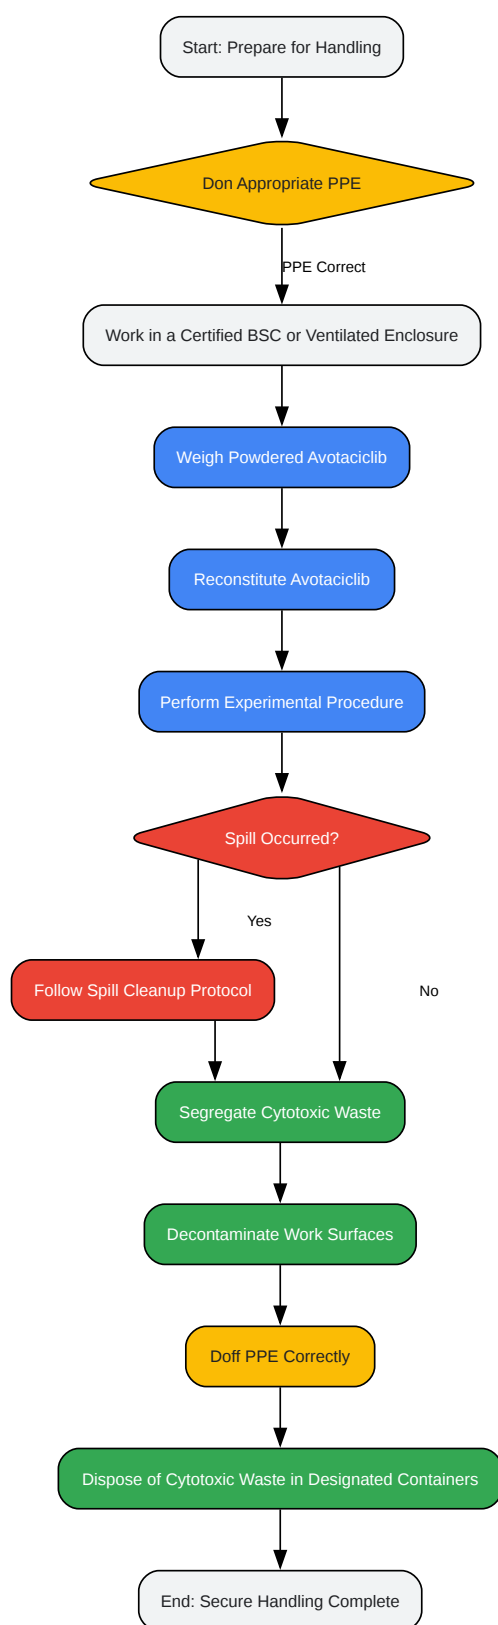 Start: Prepare for Handling
Don Appropriate PPE
PPE Correct
Work in a Certified BSC or Ventilated Enclosure
Weigh Powdered Avotaciclib
Reconstitute Avotaciclib
Perform Experimental Procedure
Spill Occurred?
Yes
Follow Spill Cleanup Protocol
No
Segregate Cytotoxic Waste
Decontaminate Work Surfaces
Doff PPE Correctly
Dispose of Cytotoxic Waste in Designated Containers
End: Secure Handling Complete